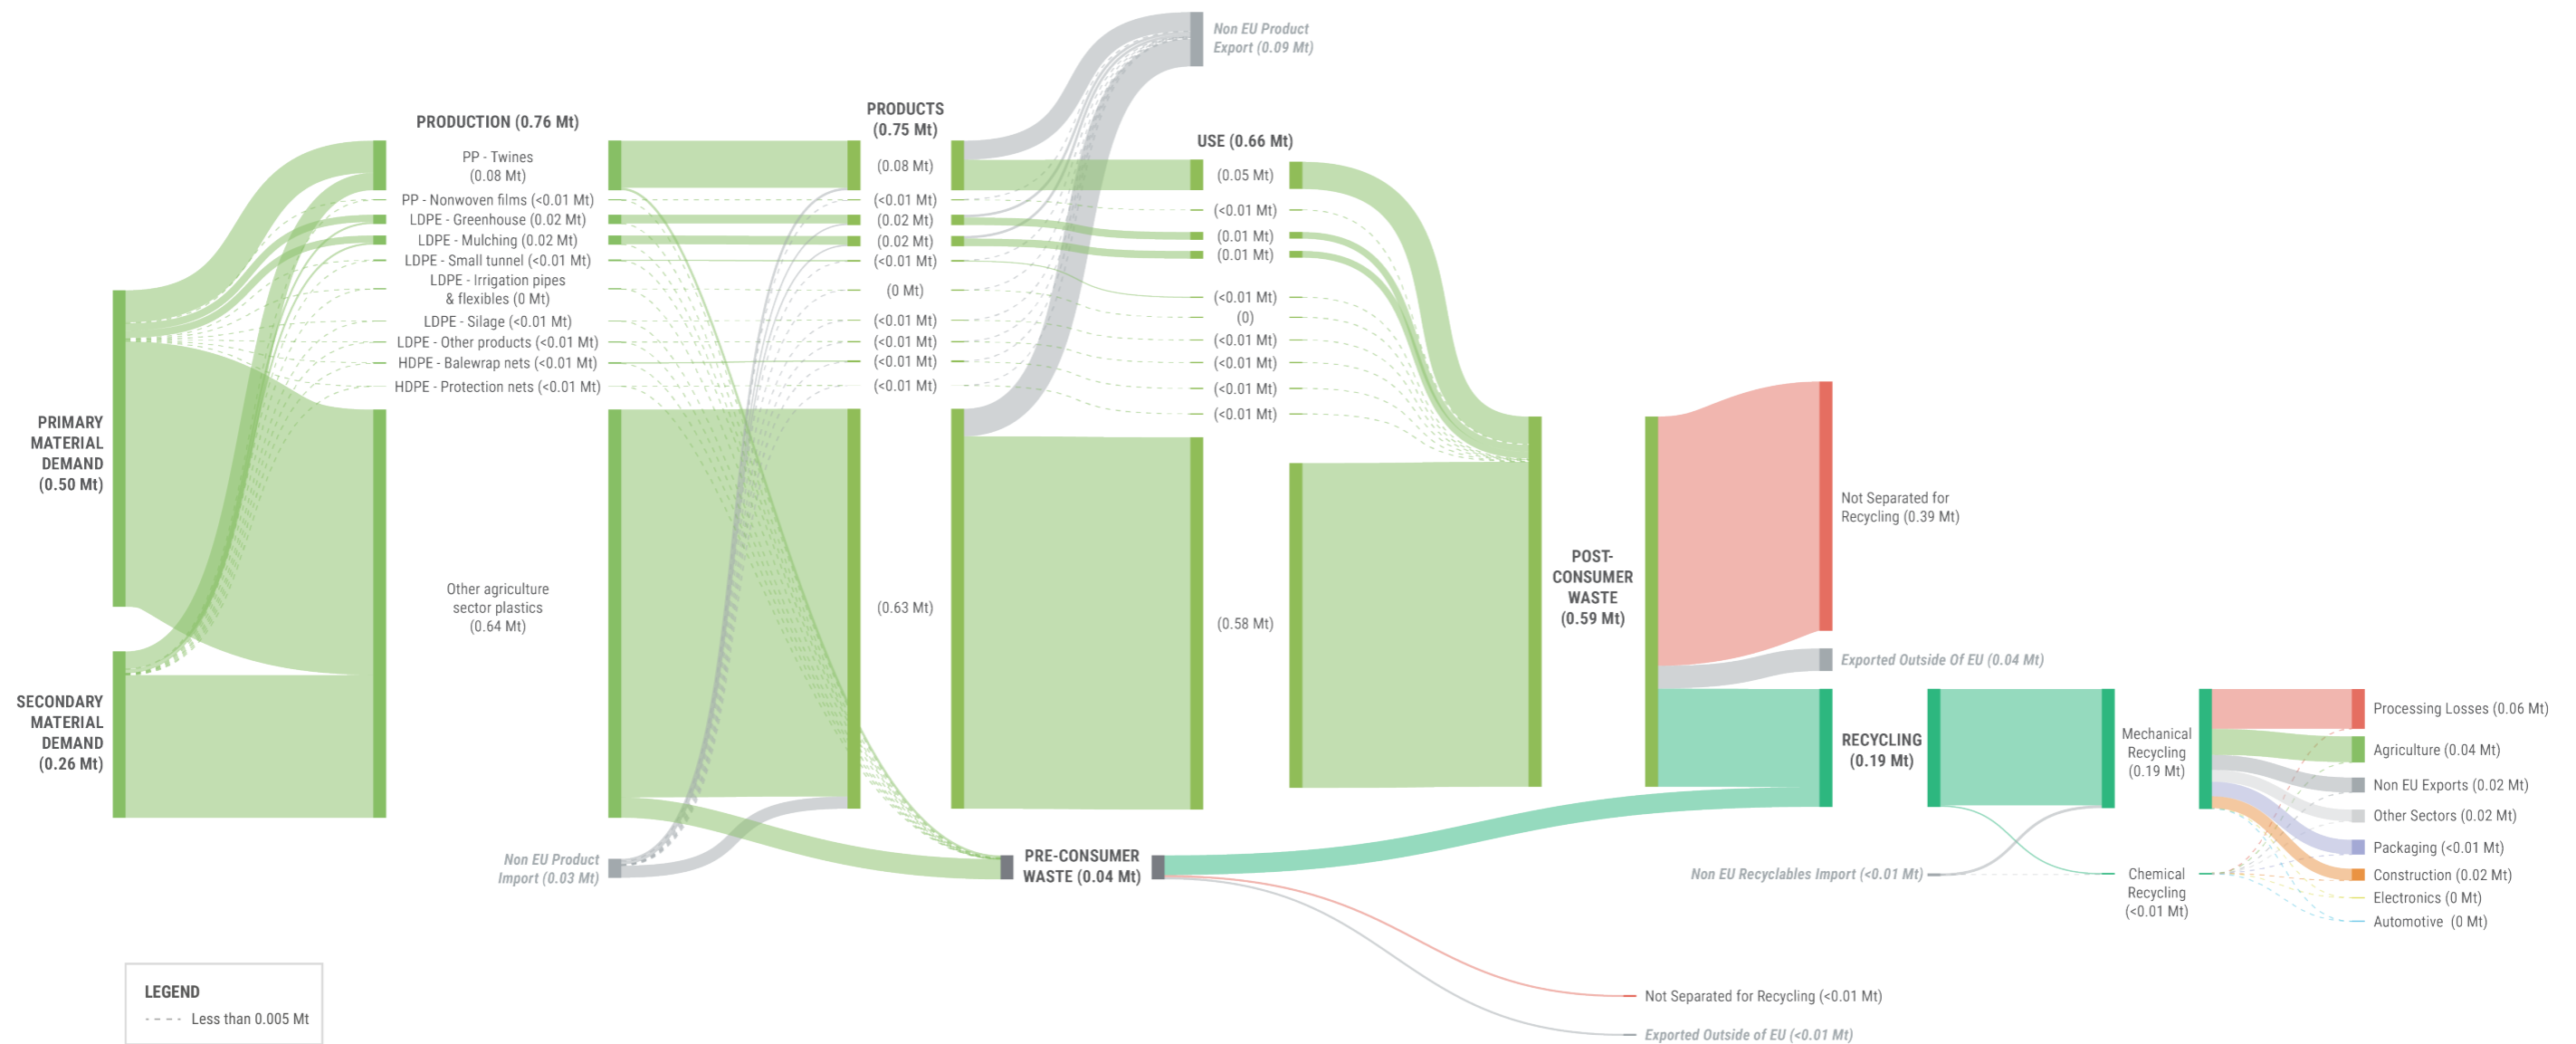 Non EU Product
Export (0.09 Mt)
PRODUCTION (0.76 Mt)
PRODUCTS
(0.75 Mt)
USE (0.66 Mt)
PP - Twines
(0.08 Mt)
(0.08 Mt)
(0.05 Mt)
PP - Nonwoven films (<0.01 Mt)
(<0.01 Mt)
(<0.01 Mt)
LDPE - Greenhouse (0.02 Mt)
(0.02 Mt)
(0.01 Mt)
LDPE - Mulching (0.02 Mt)
(0.02 Mt)
(0.01 Mt)
LDPE - Small tunnel (<0.01 Mt)
(<0.01 Mt)
(<0.01 Mt)
LDPE - Irrigation pipes
& flexibles (0 Mt)
(0 Mt)
(0)
LDPE - Silage (<0.01 Mt)
(<0.01 Mt)
(<0.01 Mt)
LDPE - Other products (<0.01 Mt)
(<0.01 Mt)
(<0.01 Mt)
HDPE - Balewrap nets (<0.01 Mt)
(<0.01 Mt)
(<0.01 Mt)
HDPE - Protection nets (<0.01 Mt)
(<0.01 Mt)
(<0.01 Mt)
PRIMARY
MATERIAL
DEMAND
(0.50 Mt)
SECONDARY
MATERIAL
DEMAND
(0.26 Mt)
Other agriculture
sector plastics
(0.64 Mt)
(0.63 Mt)
(0.58 Mt)
Non EU Product
Import (0.03 Mt)
PRE-CONSUMER
WASTE (0.04 Mt)
POST-
CONSUMER
WASTE
(0.59 Mt)
Not Separated for
Recycling (0.39 Mt)
Exported Outside Of EU (0.04 Mt)
RECYCLING
(0.19 Mt)
Non EU Recyclables Import (<0.01 Mt)
Mechanical
Recycling
(0.19 Mt)
Chemical
Recycling
(<0.01 Mt)
Processing Losses (0.06 Mt)
Agriculture (0.04 Mt)
Non EU Exports (0.02 Mt)
Other Sectors (0.02 Mt)
Packaging (<0.01 Mt)
Construction (0.02 Mt)
Electronics (0 Mt)
Automotive (0 Mt)
Not Separated for Recycling (<0.01 Mt)
Exported Outside of EU (<0.01 Mt)
LEGEND
Less than 0.005 Mt